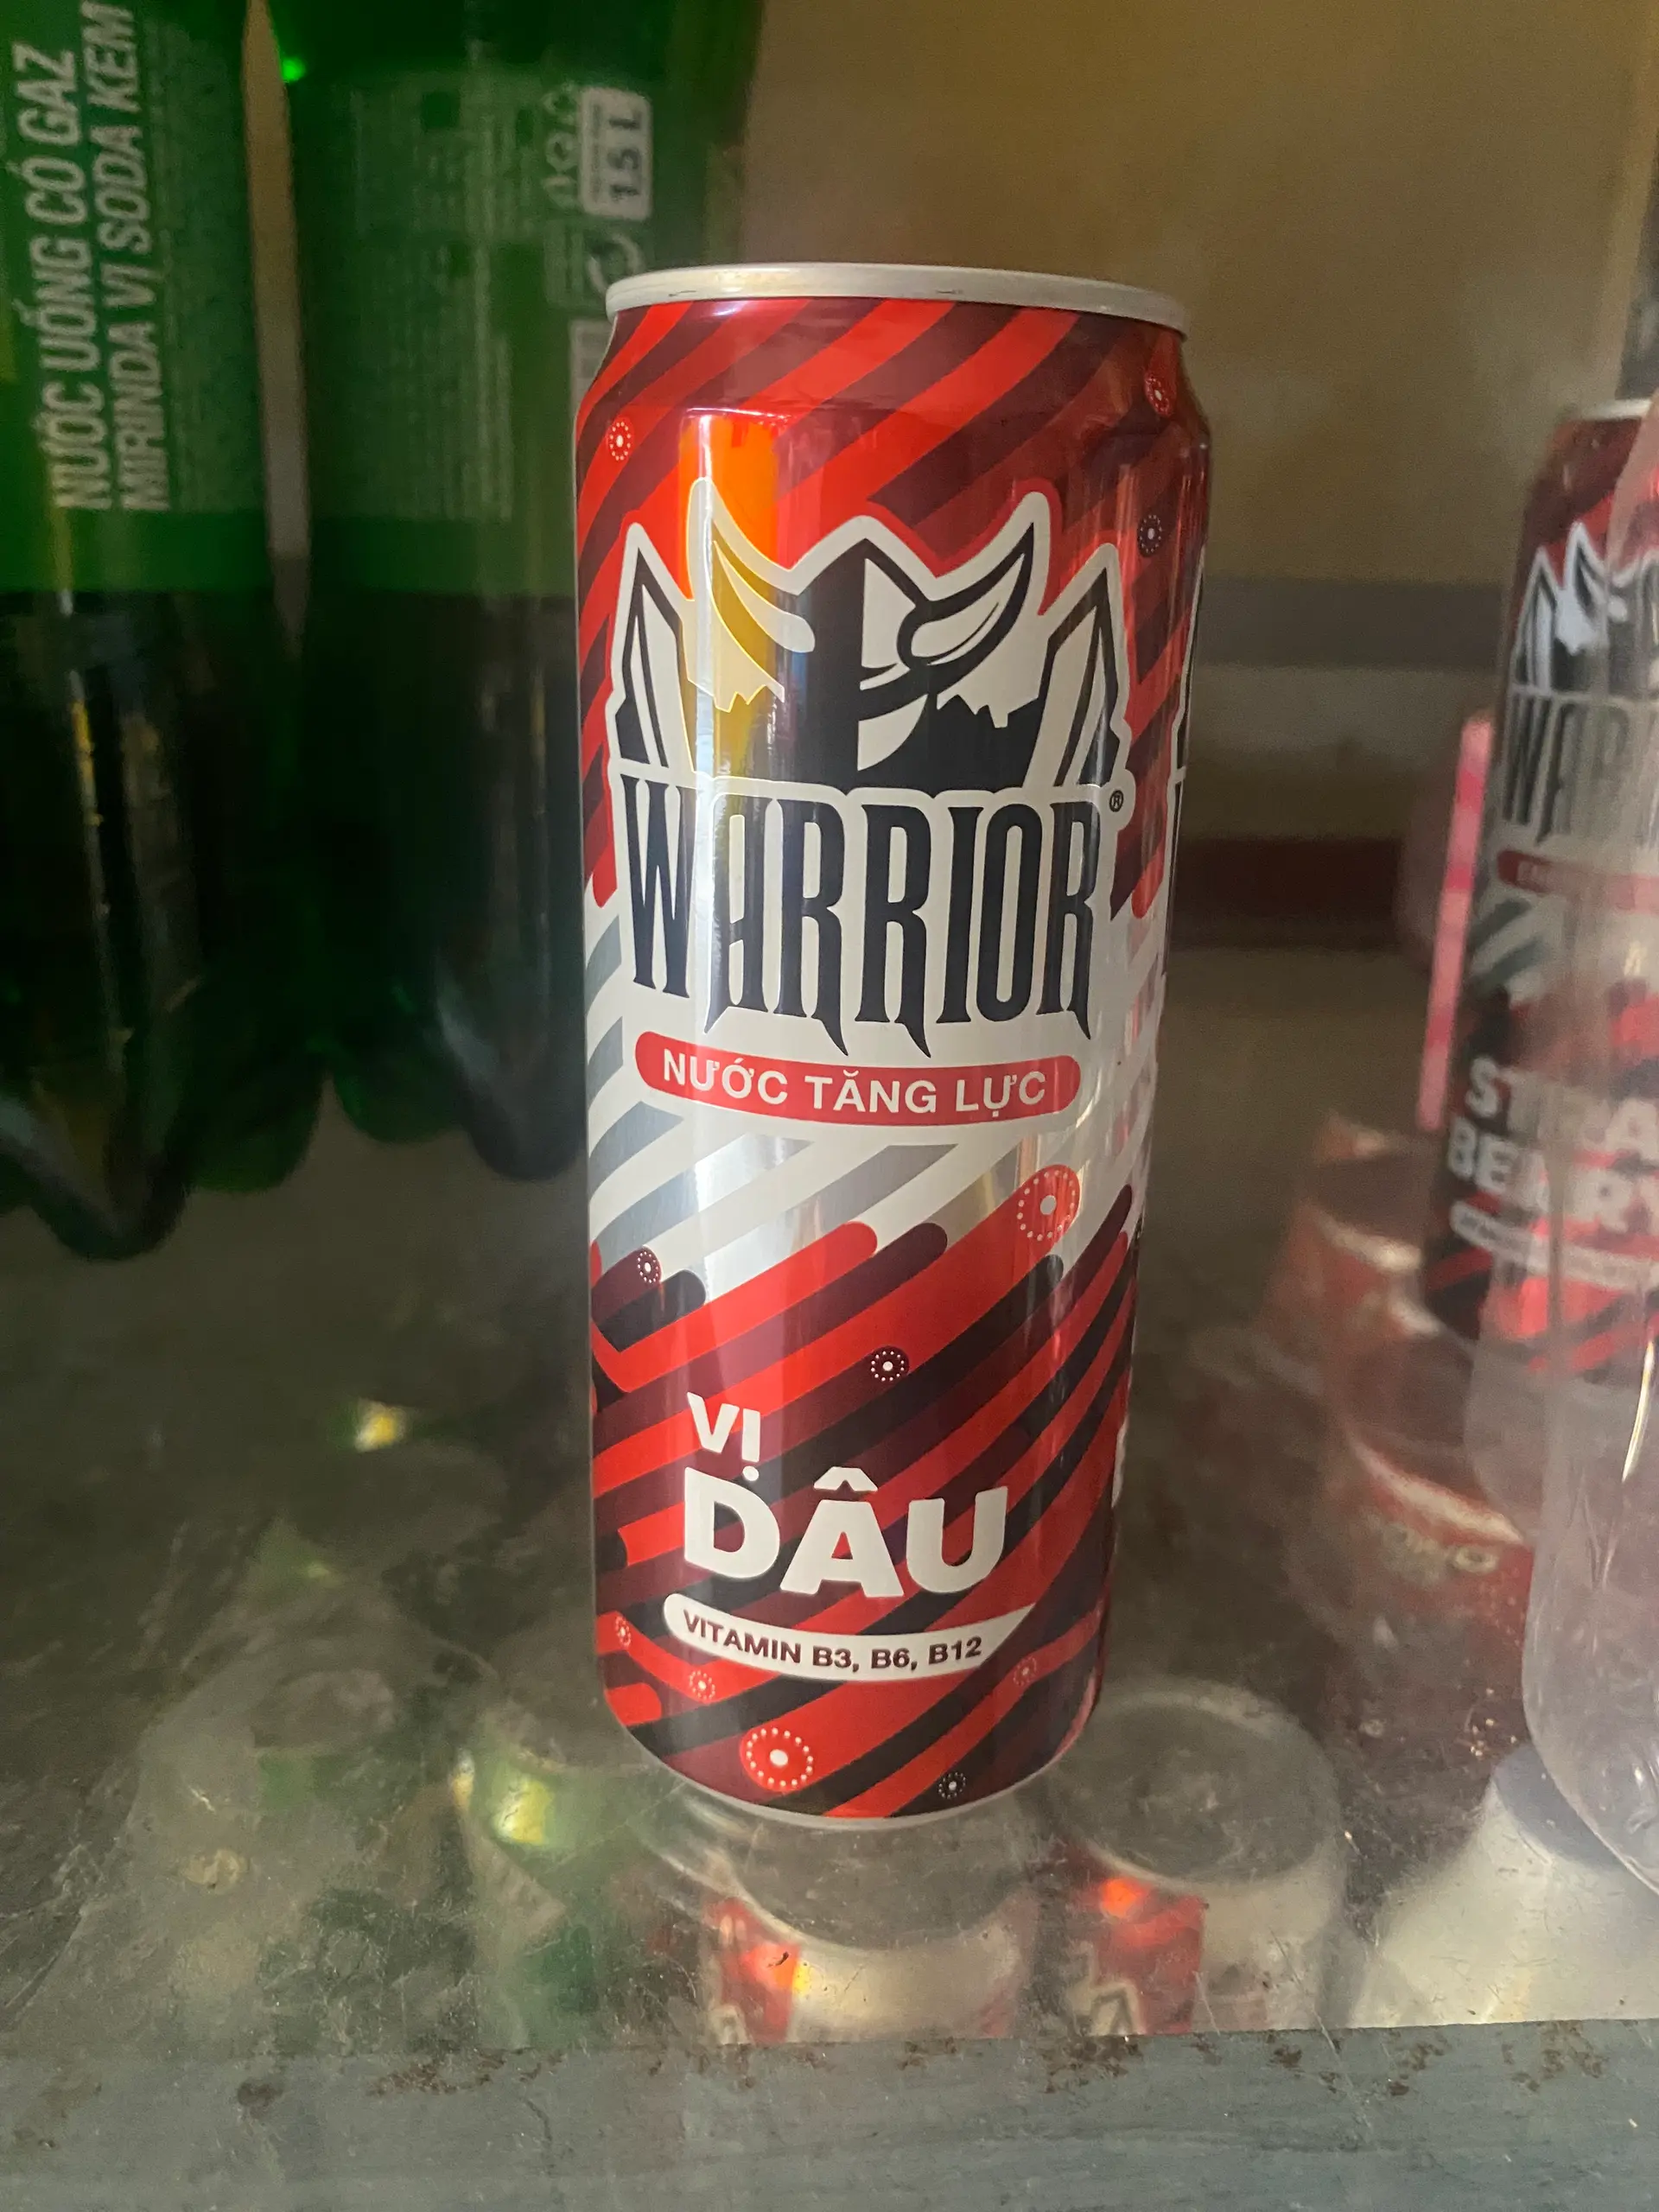 NƯỚC UỐNG CÓ GAZ
MIRINDA VỊ SODA KEM
1.5 L
WARRIOR®
NƯỚC TĂNG LỰC
VỊ
DÂU
VITAMIN B3, B6, B12